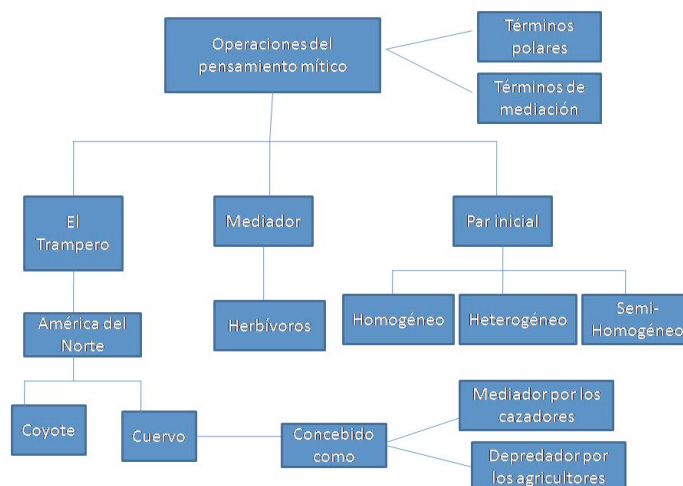 Operaciones del
pensamiento mítico
Términos
polares
Términos de
mediación
El
Trampero
Mediador
Par inicial
América del
Norte
Herbívoros
Homogéneo
Heterogéneo
Semi-
Homogéneo
Coyote
Cuervo
Concebido
como
Mediador por los
cazadores
Depredador por
los agricultores